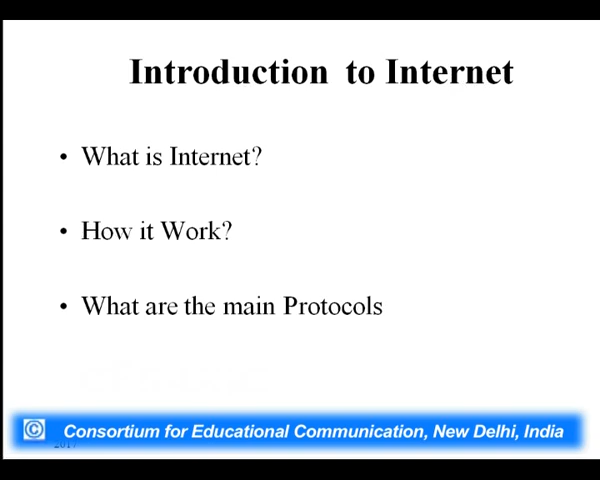 Introduction to Internet
• What is Internet?
• How it Work?
• What are the main Protocols
© Consortium for Educational Communication, New Delhi, India